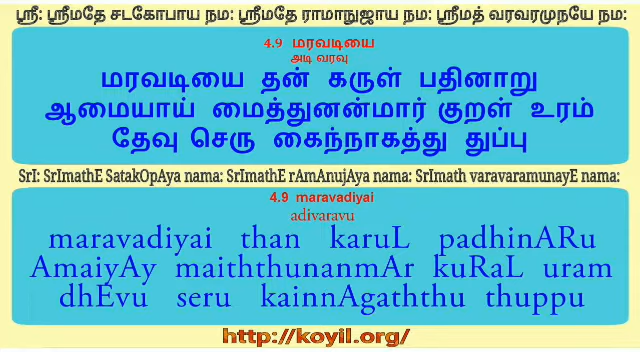 ஸ்ரீ: ஸ்ரீமதே சடகோபாய நம: ஸ்ரீமதே ராமாநுஜாய நம: ஸ்ரீமத் வரவரமுநயே நம:
4.9 மரவடியை
அடி வரவு
மரவடியை தன் கருள் பதினாறு
ஆமையாய் மைத்துனன்மார் குறள் உரம்
தேவு செரு கைந்நாகத்து துப்பு
SrI: SrImathE SatakOpAya nama: SrImathE rAmAnujAya nama: SrImath varavaramunayE nama:
4.9 maravadiyai
adivaravu
maravadiyai than karuL padhinARu
AmaiyAy maiththunanmAr kuRaL uram
dhEvu seru kainnAgaththu thuppu
http://koyil.org/